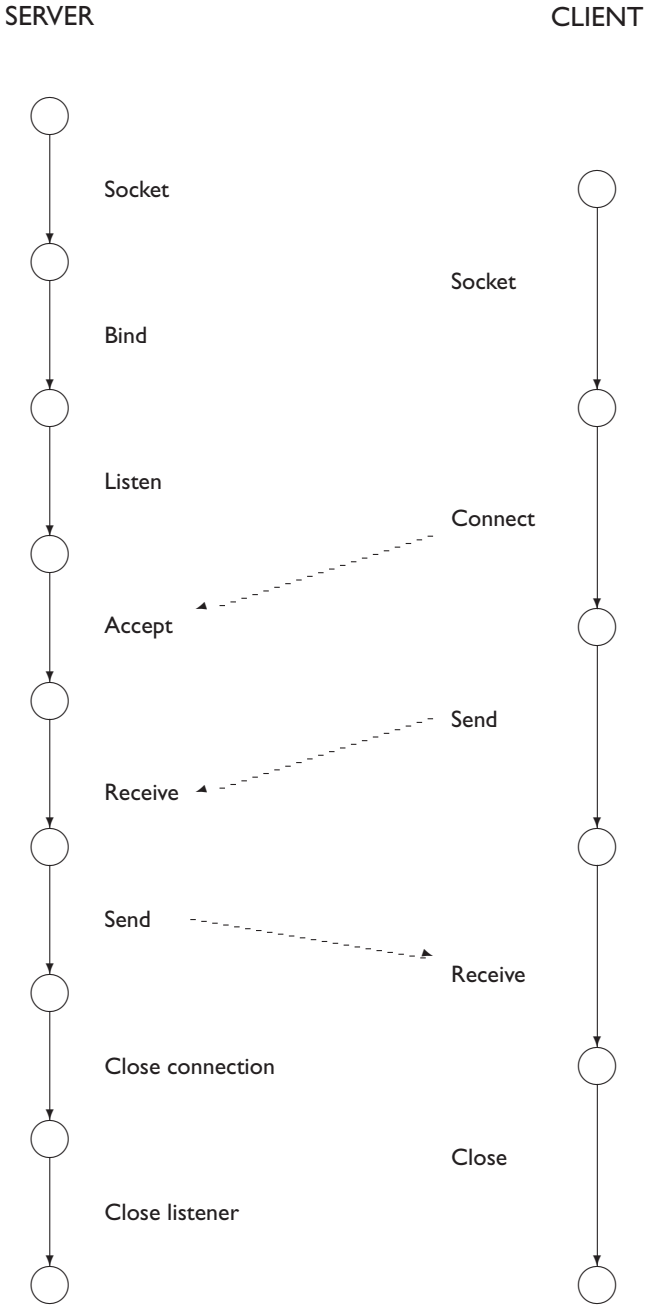 SERVER
CLIENT
Socket
Socket
Bind
Listen
Connect
Accept
Send
Receive
Send
Receive
Close connection
Close
Close listener